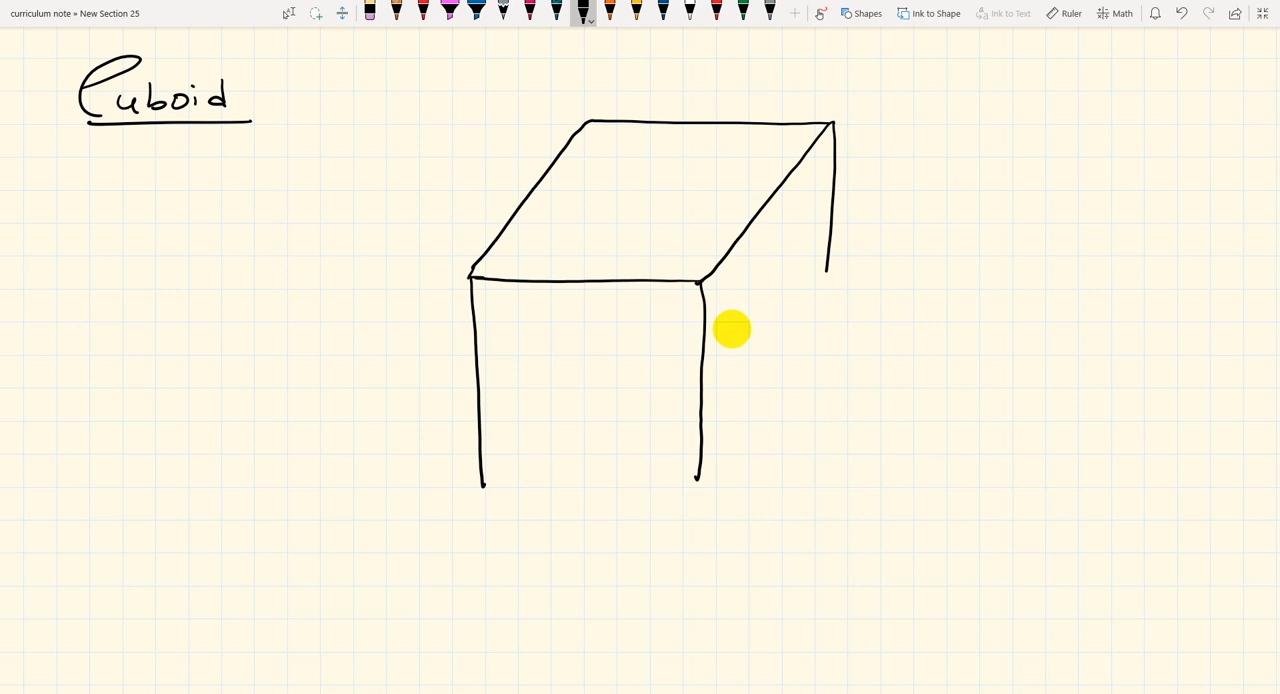 curriculum note » New Section 25
Shapes
Ink to Shape
Ink to Text
Ruler
Math
Cuboid